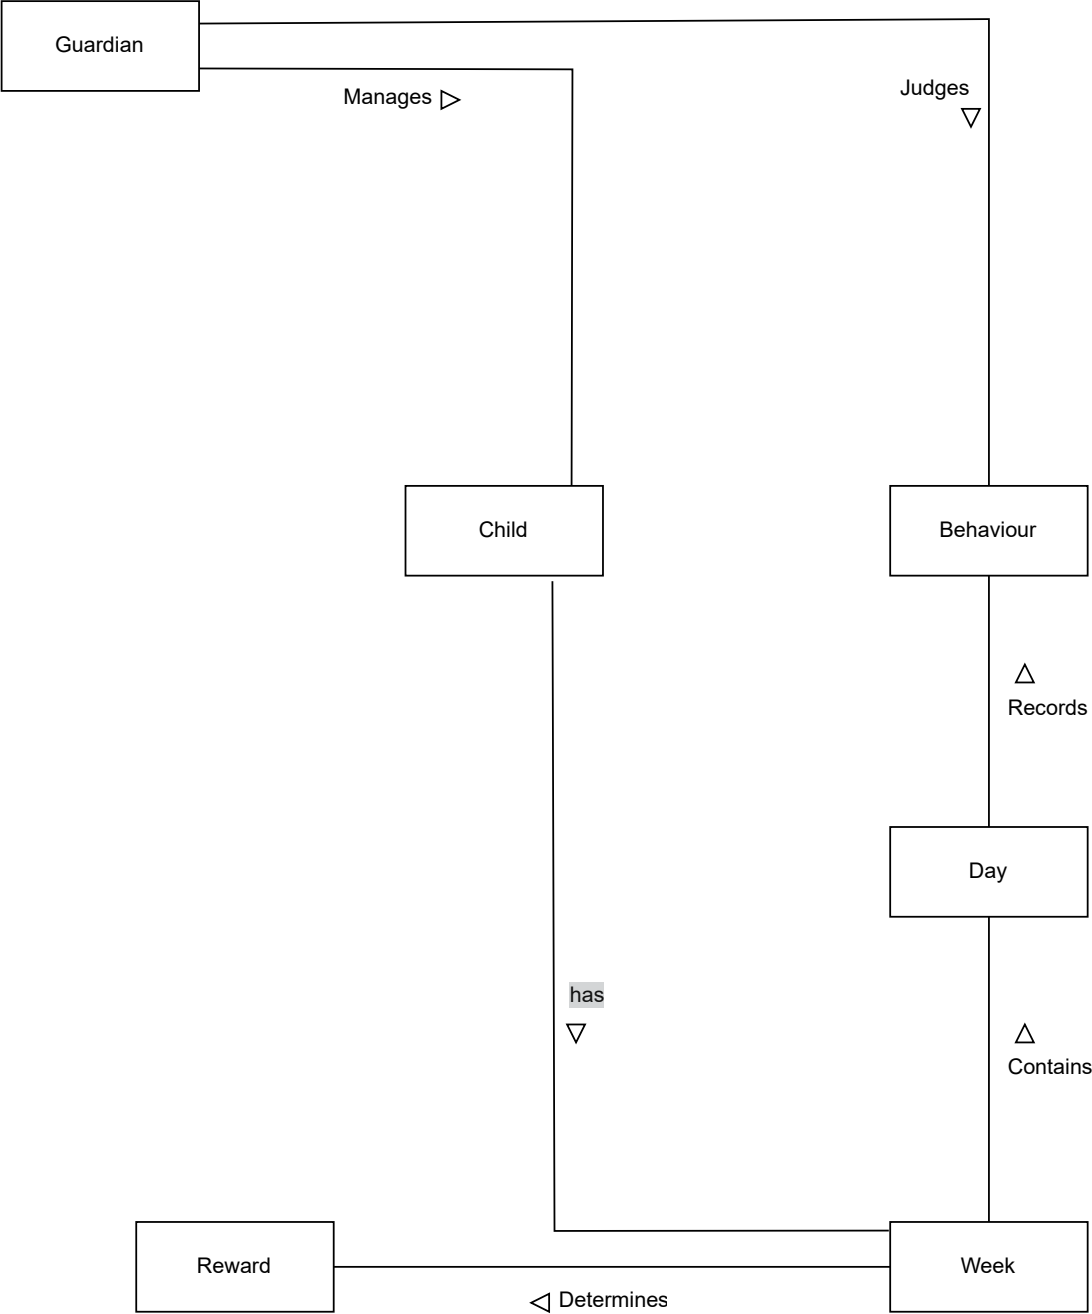 Guardian
Judges
Manages
Child
Behaviour
Records
Day
has
Contains
Reward
Week
Determines